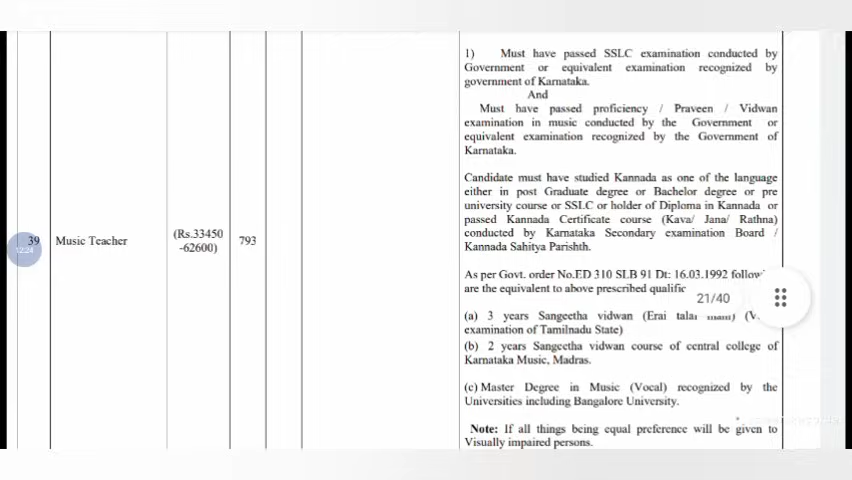 1) Must have passed SSLC examination conducted by
Government or equivalent examination recognized by
government of Karnataka.
And
Must have passed proficiency / Praveen / Vidwan
examination in music conducted by the Government or
equivalent examination recognized by the Government of
Karnataka.
Candidate must have studied Kannada as one of the language
either in post Graduate degree or Bachelor degree or pre
university course or SSLC or holder of Diploma in Kannada or
passed Kannada Certificate course (Kava/ Jana/ Rathna)
conducted by Karnataka Secondary examination Board /
Kannada Sahitya Parishth.
39 Music Teacher (Rs.33450
-62600) 793
12:24
As per Govt. order No.ED 310 SLB 91 Dt: 16.03.1992
are the equivalent to above prescribed
21/40
(a) 3 years Sangeetha vidwan (Erai
examination of Tamilnadu State)
(b) 2 years Sangeetha vidwan course of central college of
Karnataka Music, Madras.
(c) Master Degree in Music (Vocal) recognized by the
Universities including Bangalore University.
Note: If all things being equal preference will be given to
Visually impaired persons.